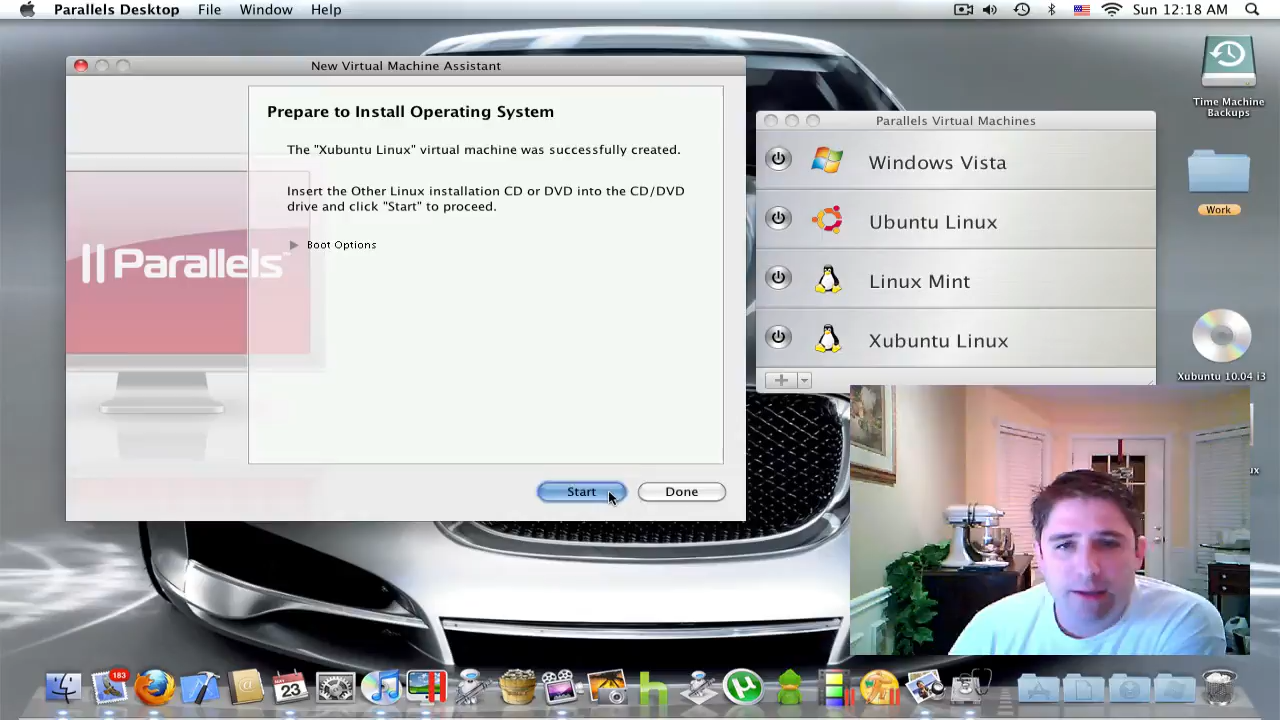 Parallels Desktop File Window Help Sun 12:18 AM
New Virtual Machine Assistant
Prepare to Install Operating System
The "Xubuntu Linux" virtual machine was successfully created.
Insert the Other Linux installation CD or DVD into the CD/DVD
drive and click "Start" to proceed.
Boot Options
Parallels
Start Done
Parallels Virtual Machines
Windows Vista
Ubuntu Linux
Linux Mint
Xubuntu Linux
Time Machine
Backups
Work
Xubuntu 10.04 i3
ux
183
MAY
23